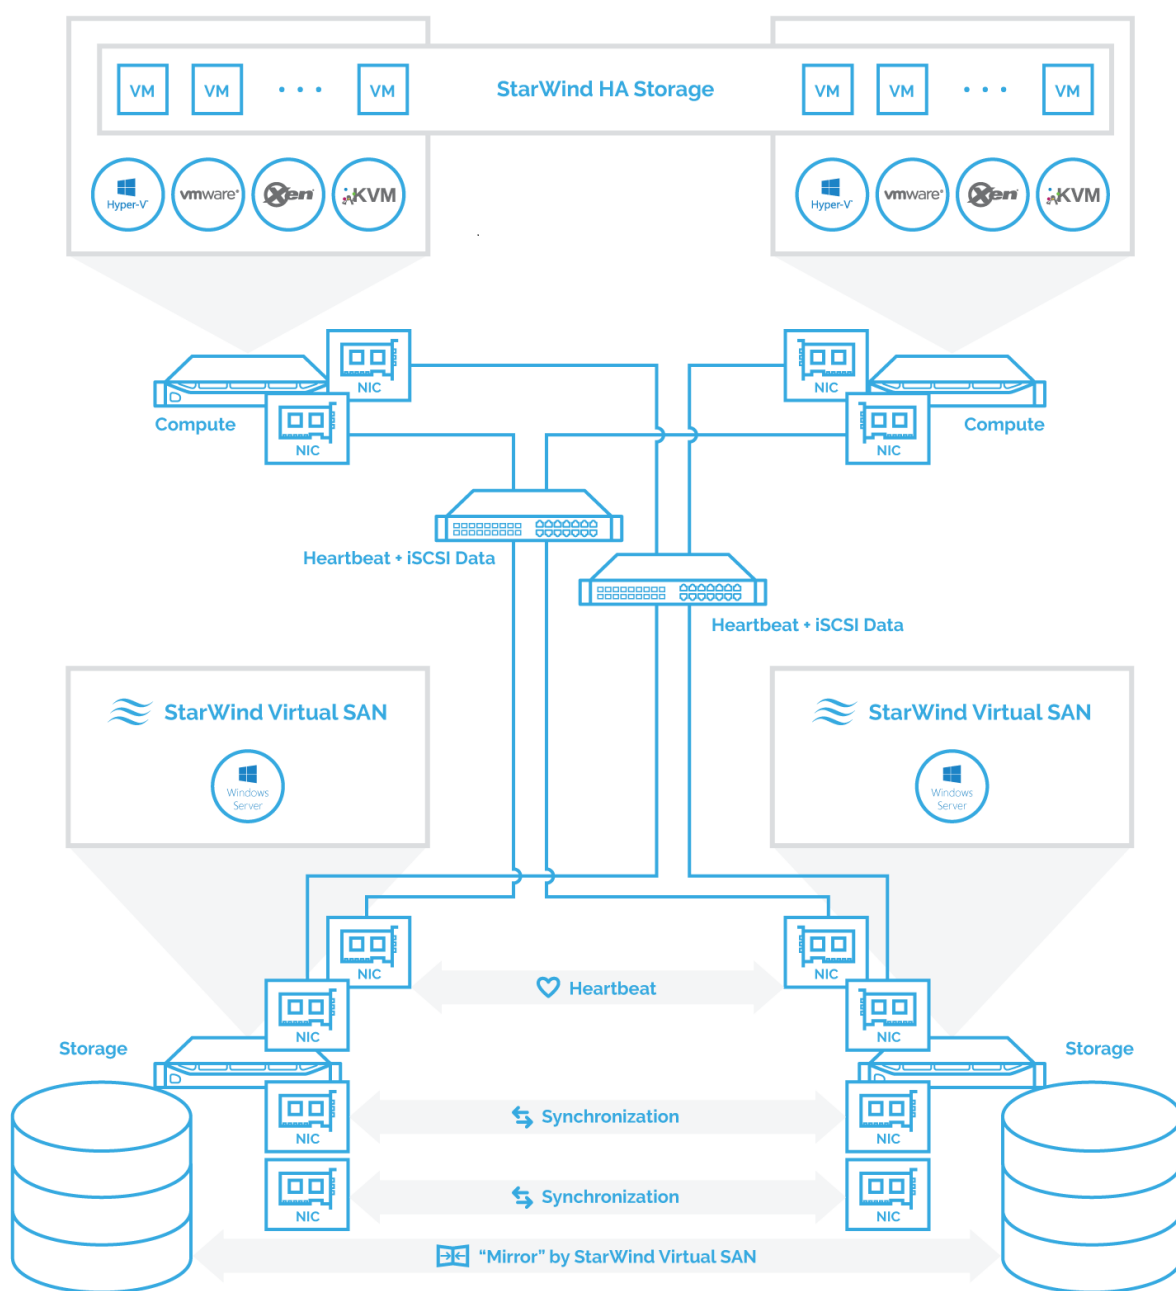 VM VM VM StarWind HA Storage VM VM VM
Hyper-V vmware® Xen® KVM Hyper-V vmware® Xen® KVM
NIC NIC
Compute Compute
NIC NIC
Heartbeat + iSCSI Data
Heartbeat + iSCSI Data
StarWind Virtual SAN StarWind Virtual SAN
Windows Windows
Server Server
NIC NIC
Heartbeat
NIC NIC
Storage Storage
Synchronization
NIC NIC
Synchronization
NIC NIC
“Mirror” by StarWind Virtual SAN